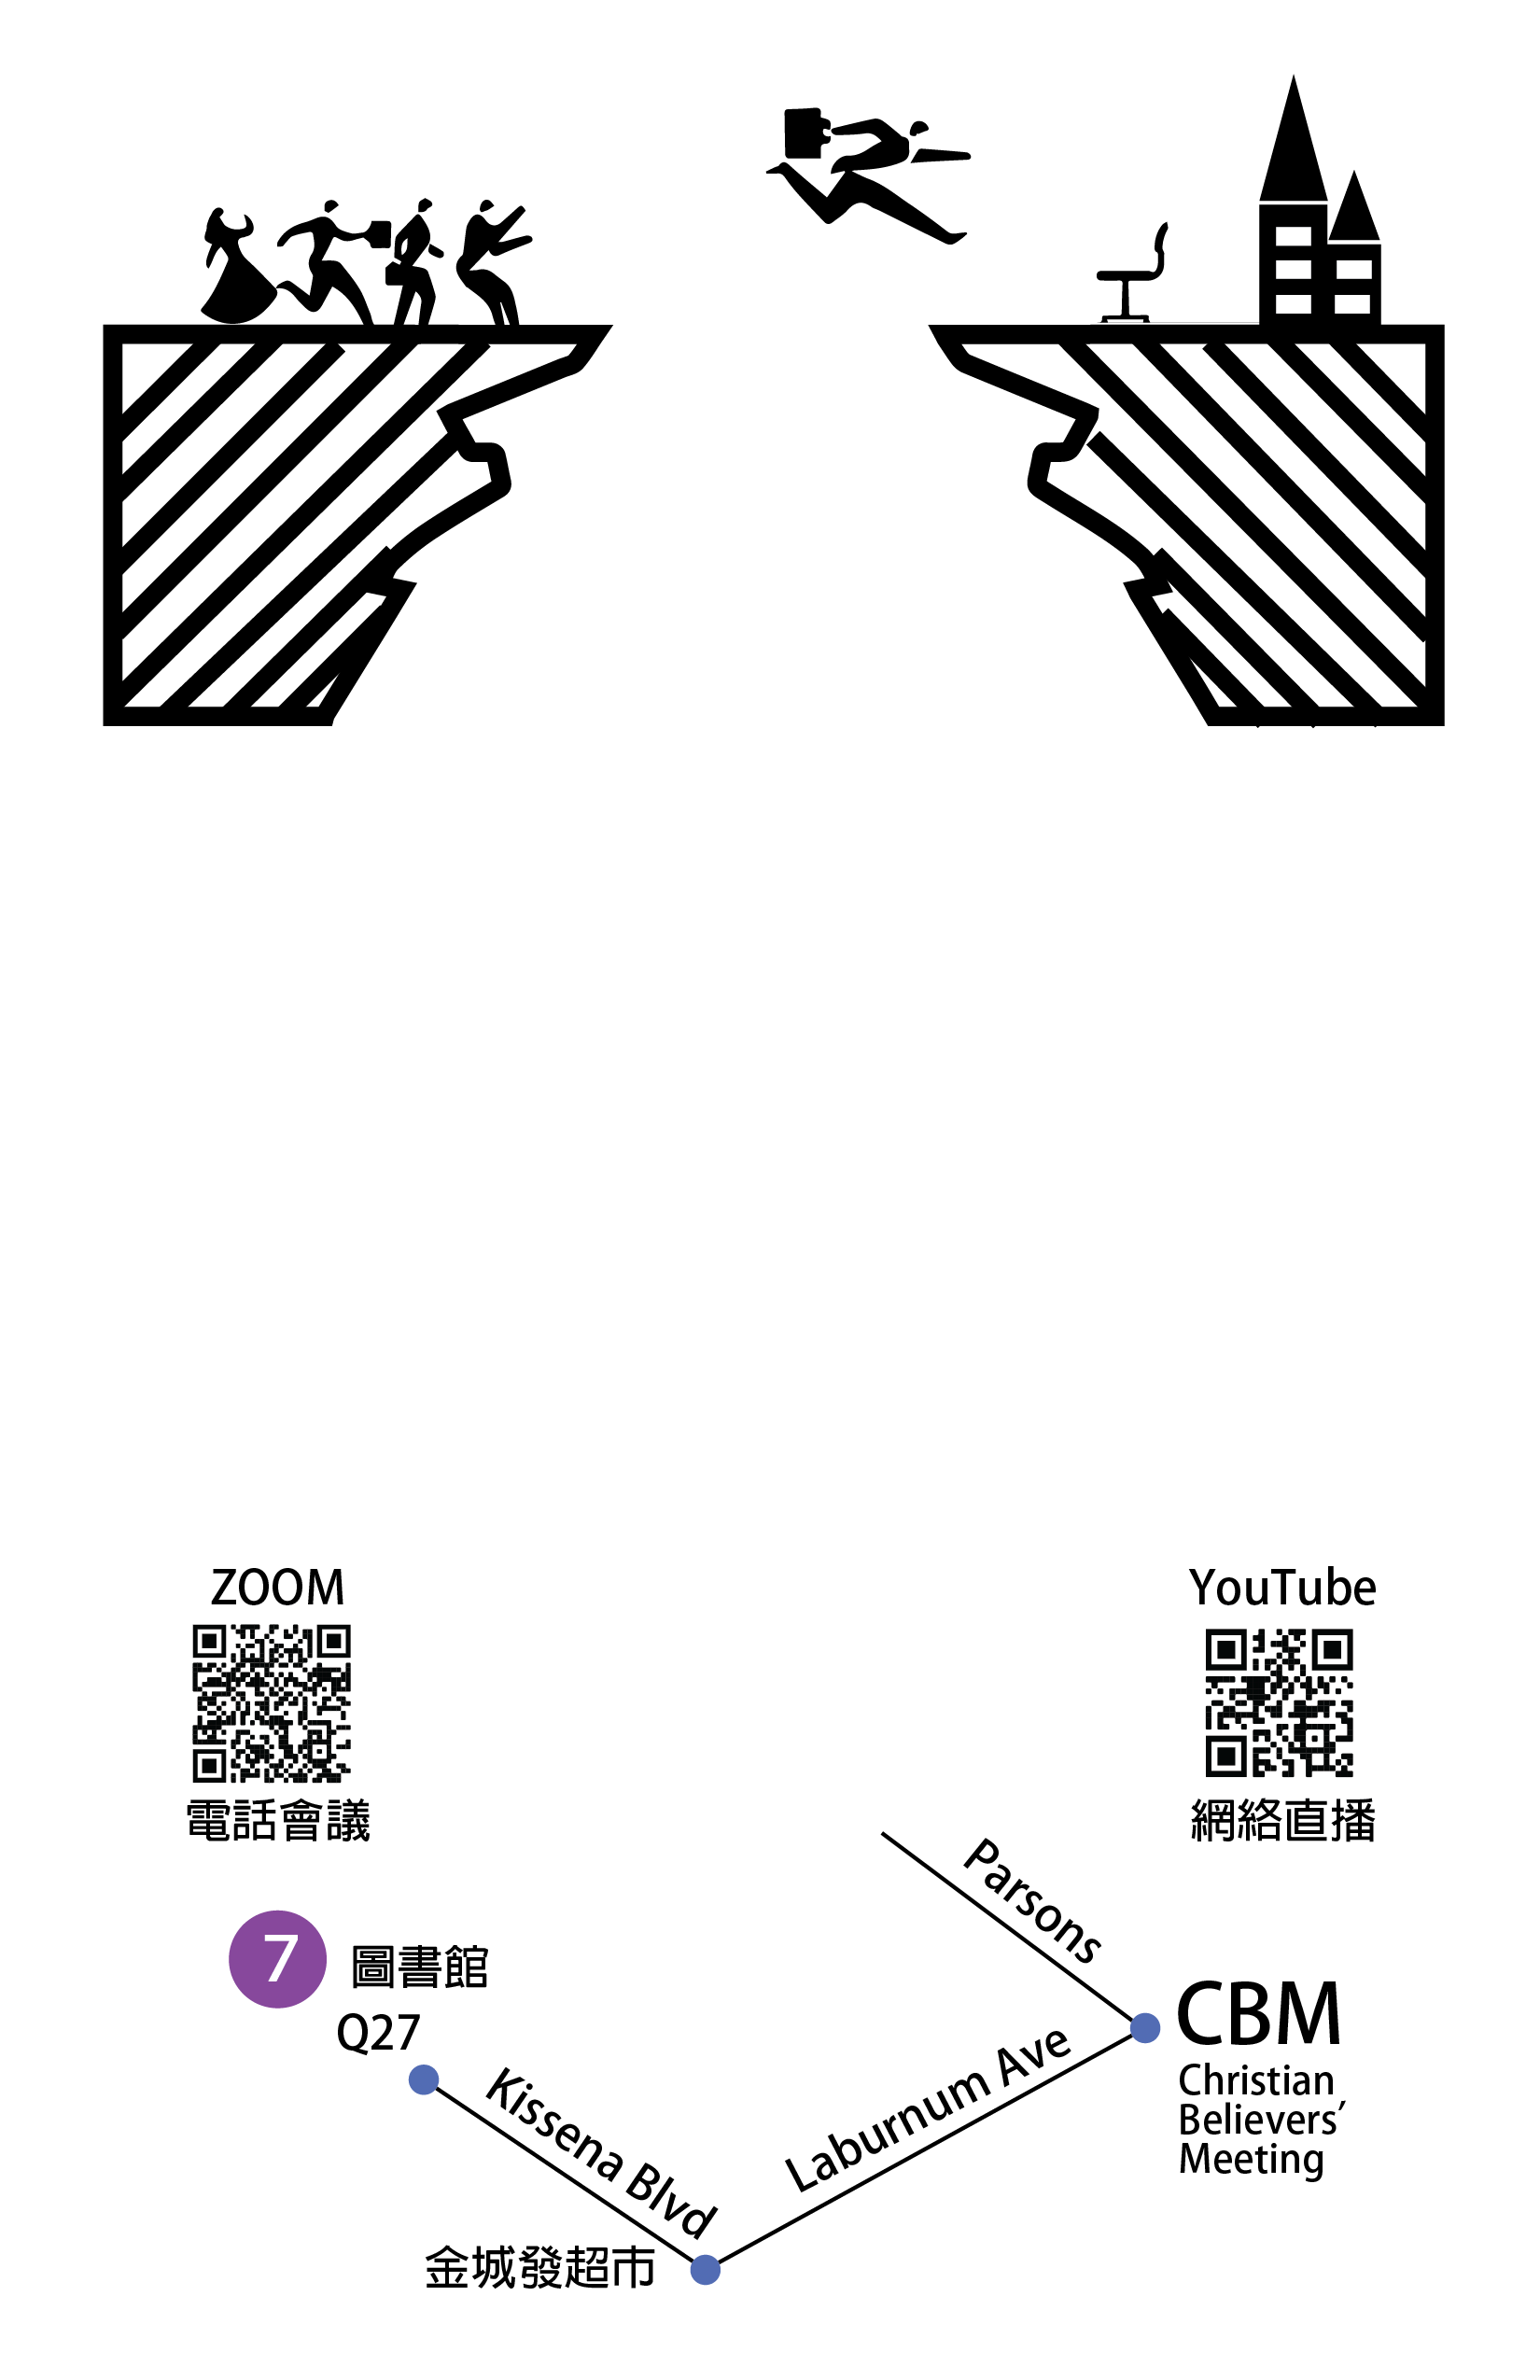 ZOOM
YouTube
電話會議
網絡直播
Parsons
7
圖書館
Q27
CBM
Christian
Believers’
Meeting
Kissena Blvd
Laburnum Ave
金城發超市